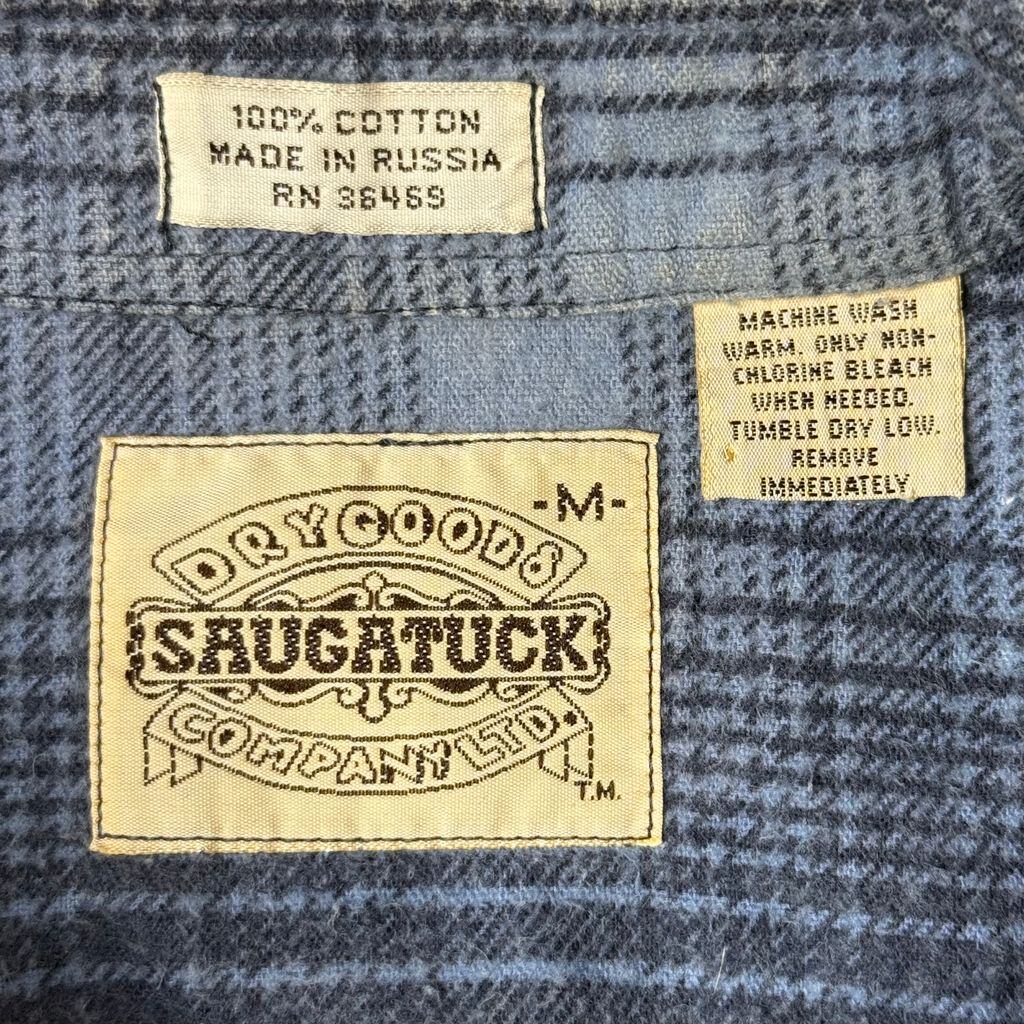 100% COTTON
MADE IN RUSSIA
RN 36469
MACHINE WASH
WARM. ONLY NON-
CHLORINE BLEACH
WHEN NEEDED.
TUMBLE DRY LOW.
REMOVE
IMMEDIATELY
-M-
DRY GOODS
SAUGATUCK
COMPANY LTD.
T.M.